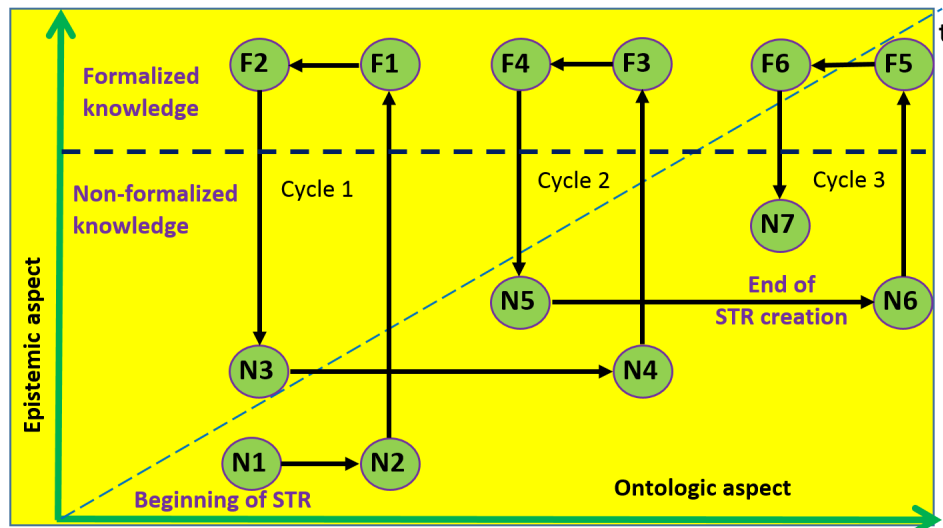 t
F2
F1
F4
F3
F6
F5
Formalized
knowledge
Non-formalized
knowledge
Cycle 1
Cycle 2
Cycle 3
N7
N5
End of
STR creation
N6
N3
N4
N1
N2
Beginning of STR
Ontologic aspect
Epistemic aspect